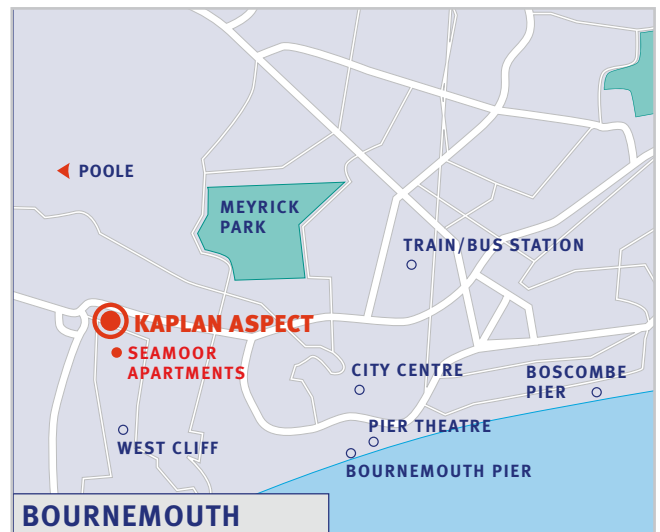 POOLE
MEYRICK
PARK
TRAIN/BUS STATION
KAPLAN ASPECT
SEAMOOR
APARTMENTS
CITY CENTRE
BOSCOMBE
PIER
PIER THEATRE
WEST CLIFF
BOURNEMOUTH PIER
BOURNEMOUTH